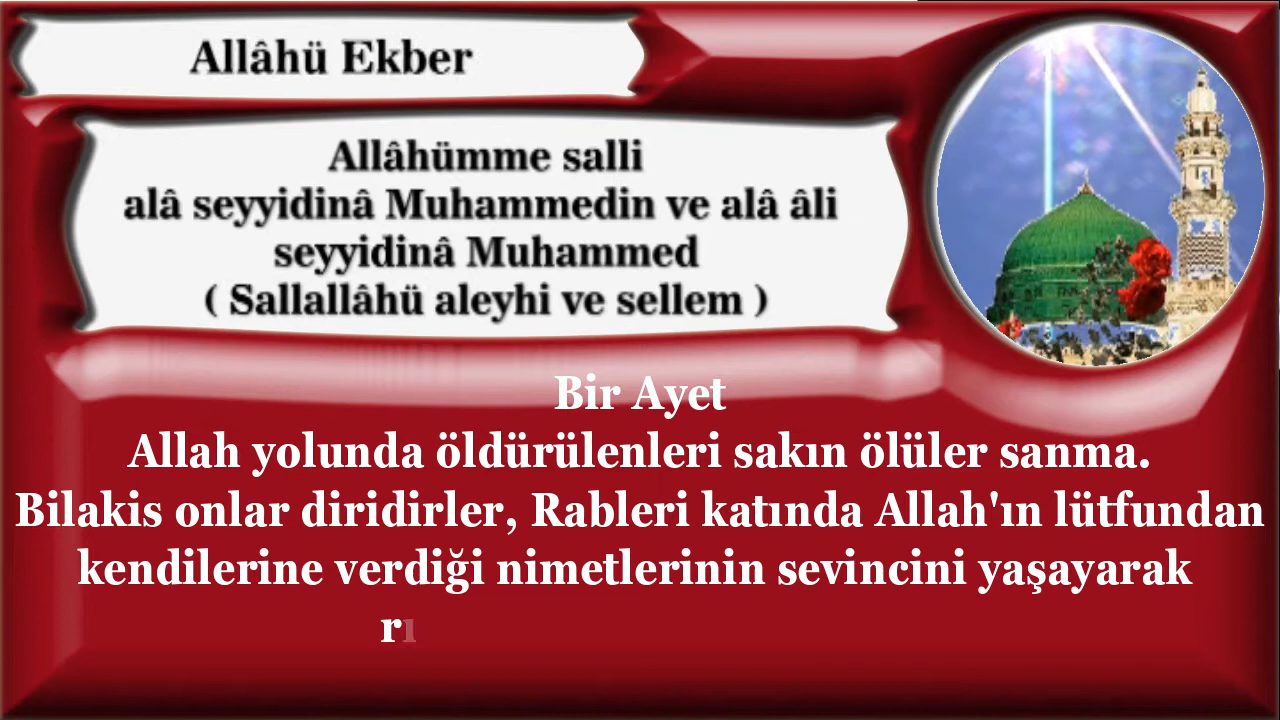 Allâhü Ekber
Allâhümme salli
alâ seyyidinâ Muhammedin ve alâ âli
seyyidinâ Muhammed
( Sallallâhü aleyhi ve sellem )
Bir Ayet
Allah yolunda öldürülenleri sakın ölüler sanma.
Bilakis onlar diridirler, Rableri katında Allah'ın lütfundan
kendilerine verdiği nimetlerinin sevincini yaşayarak
rı